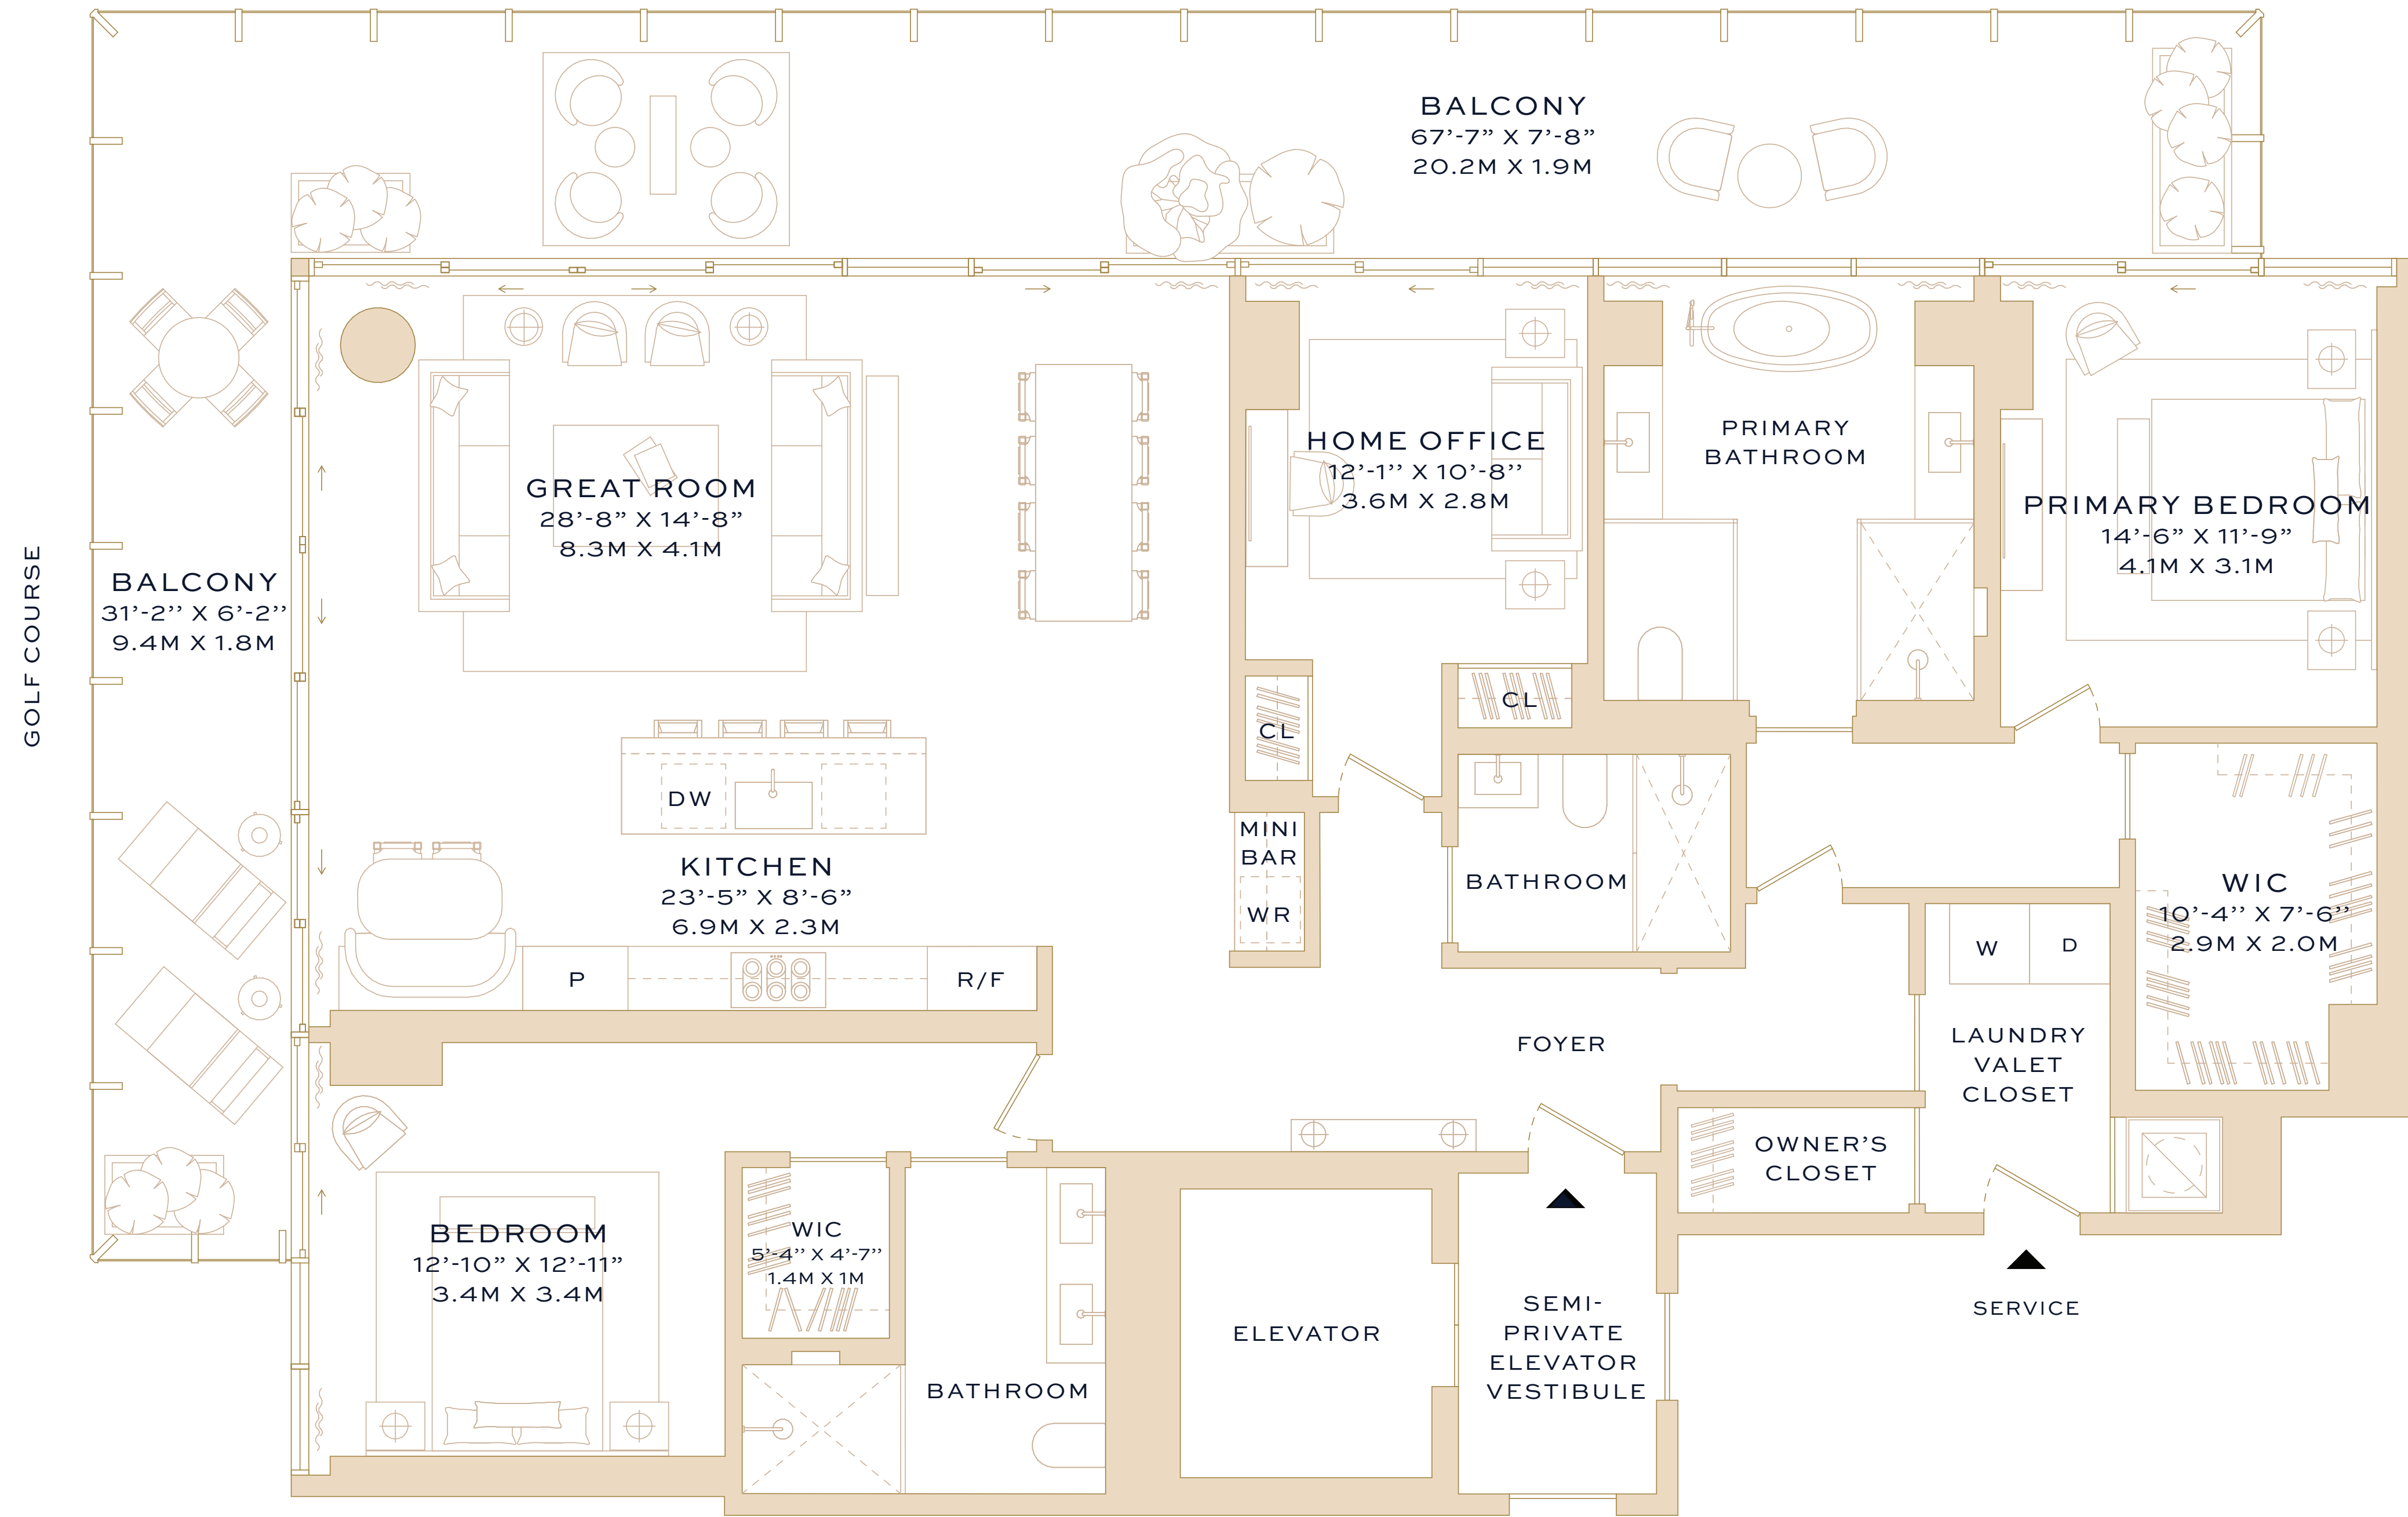 BALCONY
67’-7” X 7’-8”
20.2M X 1.9M
GOLF COURSE
BALCONY
31’-2’’ X 6’-2’’
9.4M X 1.8M
GREAT ROOM
28’-8” X 14’-8”
8.3M X 4.1M
HOME OFFICE
12’-1’’ X 10’-8’’
3.6M X 2.8M
PRIMARY
BATHROOM
PRIMARY BEDROOM
14’-6” X 11’-9”
4.1M X 3.1M
CL
CL
DW
KITCHEN
23’-5” X 8’-6”
6.9M X 2.3M
P
R/F
MINI
BAR
WR
BATHROOM
WIC
10’-4’’ X 7’-6’’
2.9M X 2.0M
W
D
LAUNDRY
VALET
CLOSET
FOYER
OWNER’S
CLOSET
BEDROOM
12’-10” X 12’-11”
3.4M X 3.4M
WIC
5’-4’’ X 4’-7’’
1.4M X 1M
BATHROOM
ELEVATOR
SEMI-
PRIVATE
ELEVATOR
VESTIBULE
SERVICE